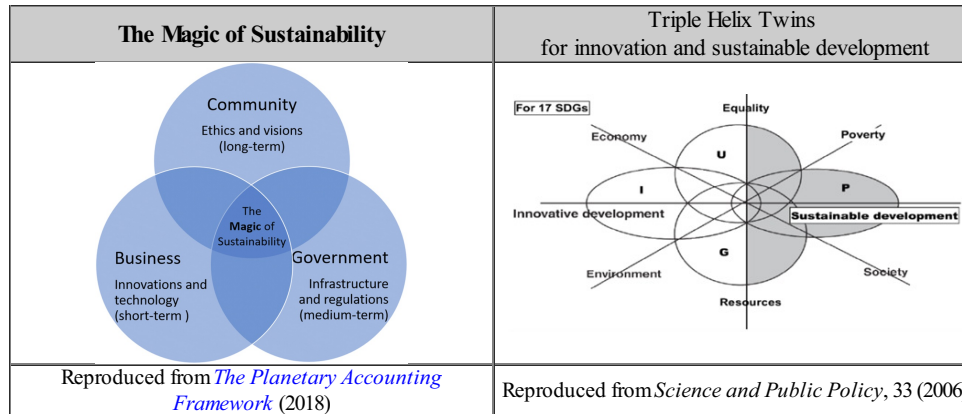 The Magic of Sustainability
Triple Helix Twins
for innovation and sustainable development
Community
Ethics and visions
(long-term)
The
Magic of
Sustainability
Business
Innovations and
technology
(short-term )
Government
Infrastructure
and regulations
(medium-term)
For 17 SDGs
Equality
Economy
Poverty
U
I
P
Innovative development
Sustainable development
G
Environment
Society
Resources
Reproduced from The Planetary Accounting
Framework (2018)
Reproduced from Science and Public Policy, 33 (2006